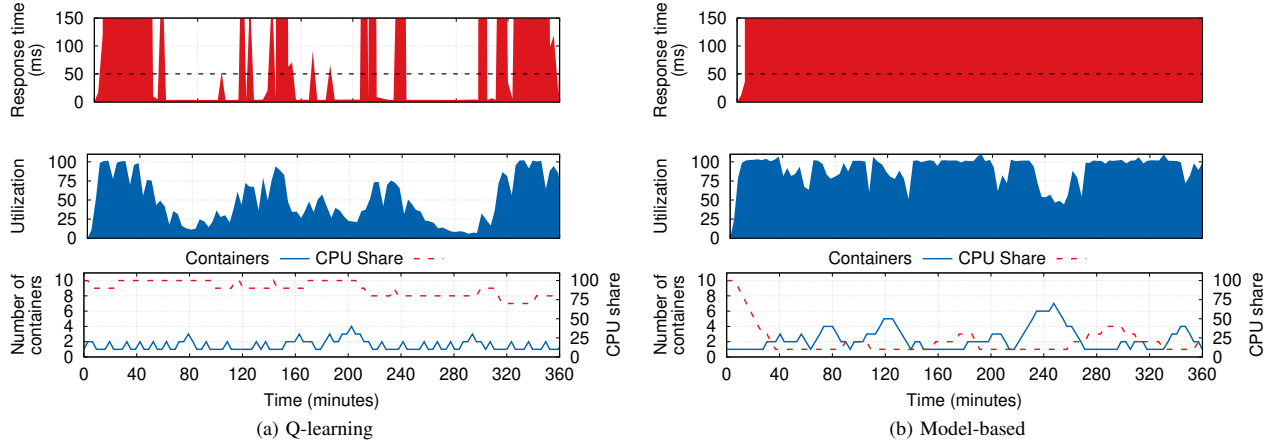 Response time
(ms)
150
100
50
0
Utilization
100
75
50
25
0
Containers CPU Share
Number of
containers
10
8
6
4
2
0
100
75
50
25
0
CPU share
0 40 80 120 160 200 240 280 320 360
Time (minutes)
(a) Q-learning
Response time
(ms)
150
100
50
0
Utilization
100
75
50
25
0
Containers CPU Share
Number of
containers
10
8
6
4
2
0
100
75
50
25
0
CPU share
0 40 80 120 160 200 240 280 320 360
Time (minutes)
(b) Model-based